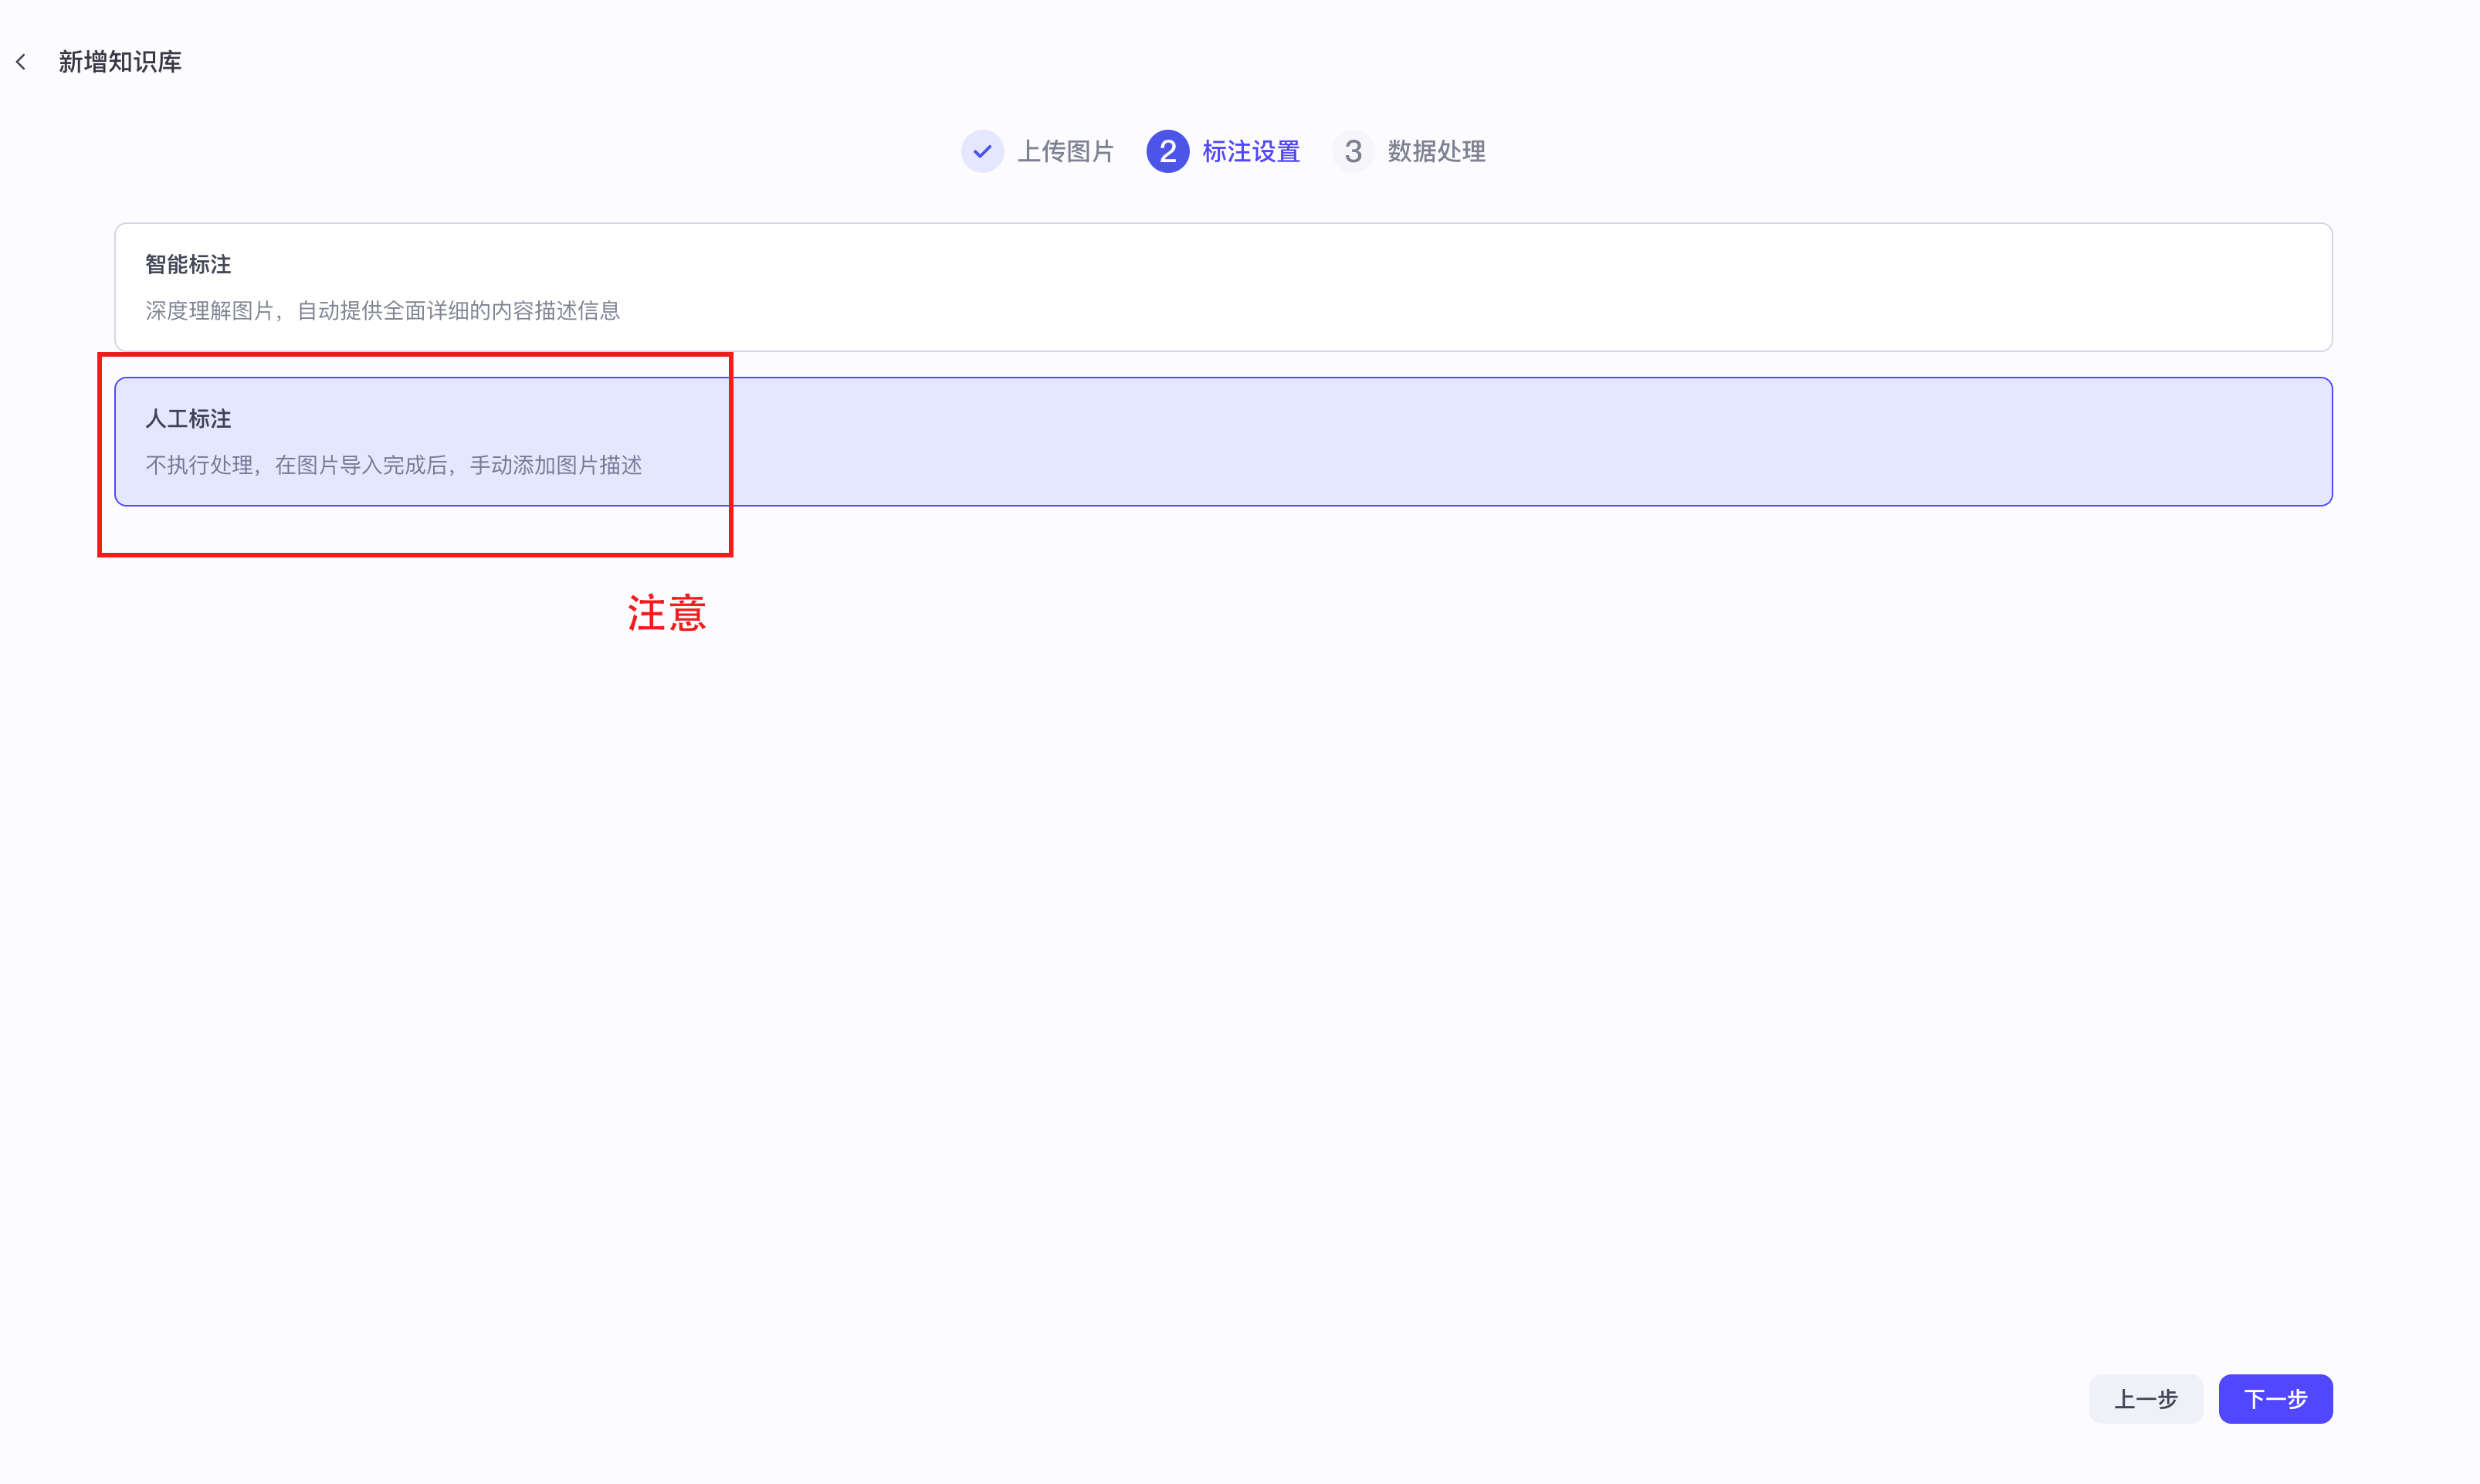 新增知识库
上传图片 2 标注设置 3 数据处理
智能标注
深度理解图片，自动提供全面详细的内容描述信息
人工标注
不执行处理，在图片导入完成后，手动添加图片描述
注意
上一步 下一步